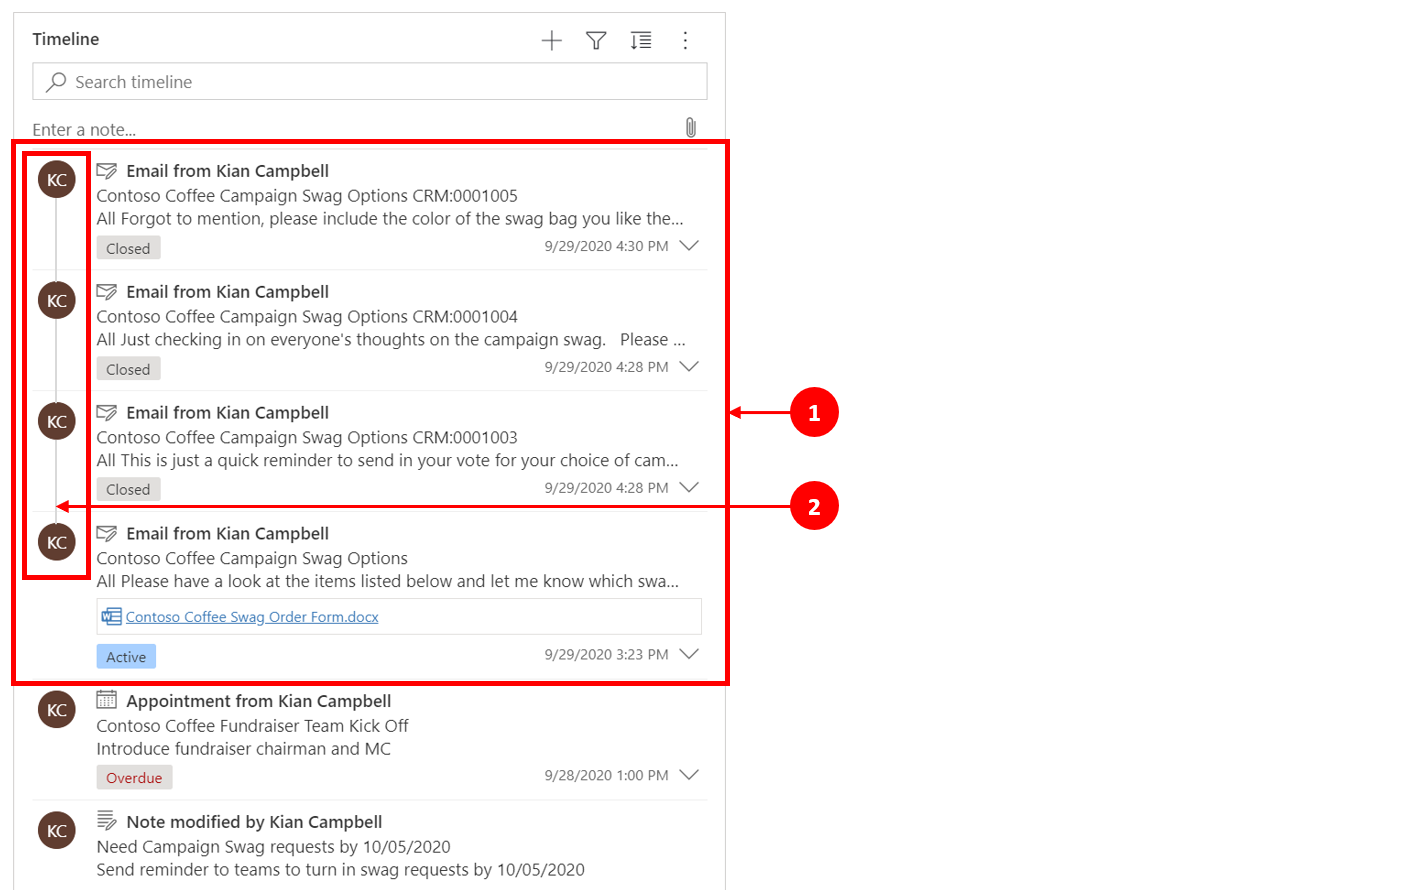 Timeline
Search timeline
Enter a note...
KC
Email from Kian Campbell
Contoso Coffee Campaign Swag Options CRM:0001005
All Forgot to mention, please include the color of the swag bag you like the...
Closed
9/29/2020 4:30 PM
KC
Email from Kian Campbell
Contoso Coffee Campaign Swag Options CRM:0001004
All Just checking in on everyone's thoughts on the campaign swag. Please ...
Closed
9/29/2020 4:28 PM
KC
Email from Kian Campbell
Contoso Coffee Campaign Swag Options CRM:0001003
All This is just a quick reminder to send in your vote for your choice of cam...
Closed
9/29/2020 4:28 PM
1
2
KC
Email from Kian Campbell
Contoso Coffee Campaign Swag Options
All Please have a look at the items listed below and let me know which swa...
W
Contoso Coffee Swag Order Form.docx
Active
9/29/2020 3:23 PM
KC
Appointment from Kian Campbell
Contoso Coffee Fundraiser Team Kick Off
Introduce fundraiser chairman and MC
Overdue
9/28/2020 1:00 PM
KC
Note modified by Kian Campbell
Need Campaign Swag requests by 10/05/2020
Send reminder to teams to turn in swag requests by 10/05/2020